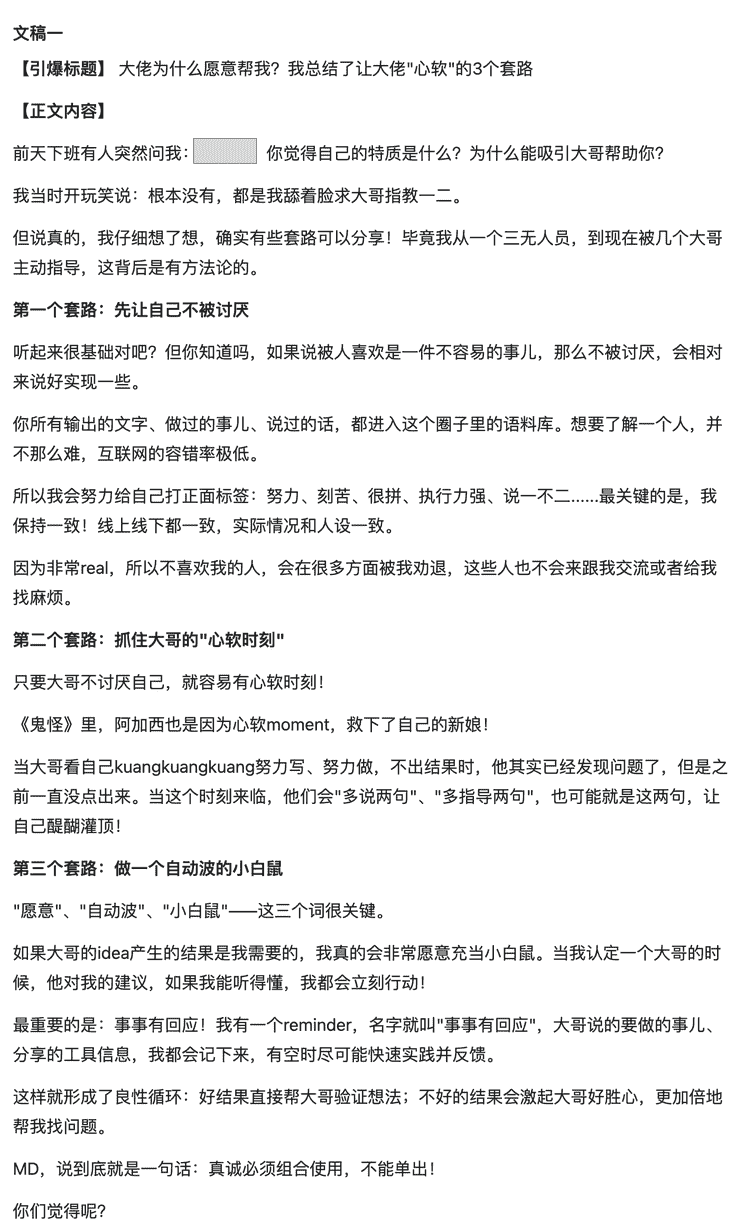 文稿一
【引爆标题】 大佬为什么愿意帮我？我总结了让大佬"心软"的3个套路
【正文内容】
前天下班有人突然问我： 你觉得自己的特质是什么？为什么能吸引大哥帮助你？
我当时开玩笑说：根本没有，都是我舔着脸求大哥指教一二。
但说真的，我仔细想了想，确实有些套路可以分享！毕竟我从一个三无人员，到现在被几个大哥
主动指导，这背后是有方法论的。
第一个套路：先让自己不被讨厌
听起来很基础对吧？但你知道吗，如果说被人喜欢是一件不容易的事儿，那么不被讨厌，会相对
来说好实现一些。
你所有输出的文字、做过的事儿、说过的话，都进入这个圈子里的语料库。想要了解一个人，并
不那么难，互联网的容错率极低。
所以我会努力给自己打正面标签：努力、刻苦、很拼、执行力强、说一不二……最关键的是，我
保持一致！线上线下都一致，实际情况和人设一致。
因为非常real，所以不喜欢我的人，会在很多方面被我劝退，这些人也不会来跟我交流或者给我
找麻烦。
第二个套路：抓住大哥的"心软时刻"
只要大哥不讨厌自己，就容易有心软时刻！
《鬼怪》里，阿加西也是因为心软moment，救下了自己的新娘！
当大哥看自己kuangkuangkuang努力写、努力做，不出结果时，他其实已经发现问题了，但是之
前一直没点出来。当这个时刻来临，他们会"多说两句"、"多指导两句"，也可能就是这两句，让
自己醍醐灌顶！
第三个套路：做一个自动波的小白鼠
"愿意"、"自动波"、"小白鼠"——这三个词很关键。
如果大哥的idea产生的结果是我需要的，我真的会非常愿意充当小白鼠。当我认定一个大哥的时
候，他对我的建议，如果我能听得懂，我都会立刻行动！
最重要的是：事事有回应！我有一个reminder，名字就叫"事事有回应"，大哥说的要做的事儿、
分享的工具信息，我都会记下来，有空时尽可能快速实践并反馈。
这样就形成了良性循环：好结果直接帮大哥验证想法；不好的结果会激起大哥好胜心，更加倍地
帮我找问题。
MD，说到底就是一句话：真诚必须组合使用，不能单出！
你们觉得呢？